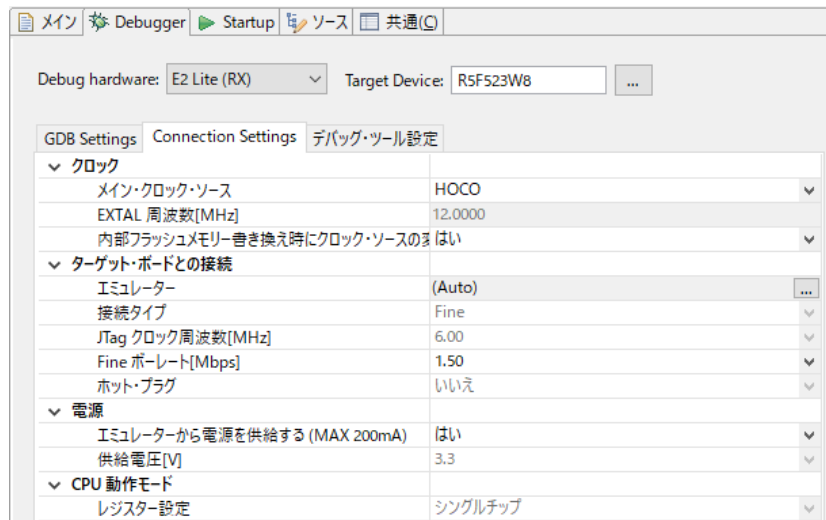 メイン Debugger Startup ソース 共通(C)
Debug hardware: E2 Lite (RX) Target Device: R5F523W8 ...
GDB Settings Connection Settings デバッグ・ツール設定
クロック
メイン・クロック・ソース HOCO
EXTAL 周波数[MHz] 12.0000
内部フラッシュメモリー書き換え時にクロック・ソースの変 はい
ターゲット・ボードとの接続
エミュレーター (Auto) ...
接続タイプ Fine
JTag クロック周波数[MHz] 6.00
Fine ボーレート[Mbps] 1.50
ホット・プラグ いいえ
電源
エミュレーターから電源を供給する (MAX 200mA) はい
供給電圧[V] 3.3
CPU 動作モード
レジスター設定 シングルチップ